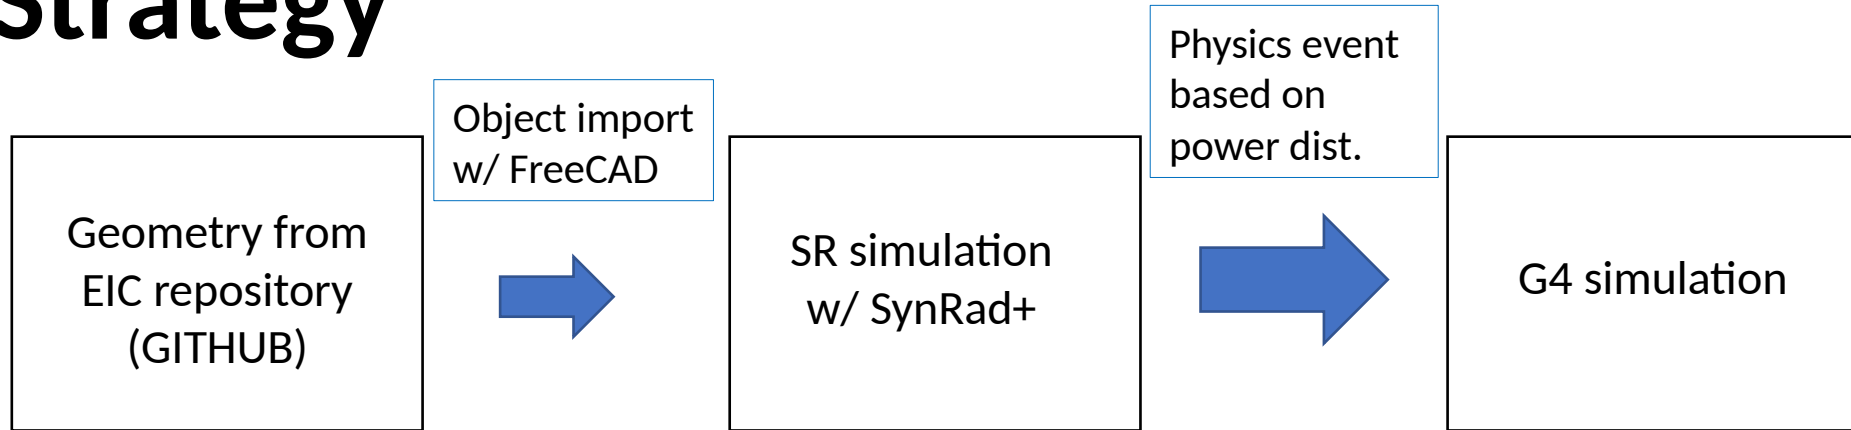 Strategy
Object import
w/ FreeCAD
Physics event
based on
power dist.
Geometry from
EIC repository
(GITHUB)
SR simulation
w/ SynRad+
G4 simulation